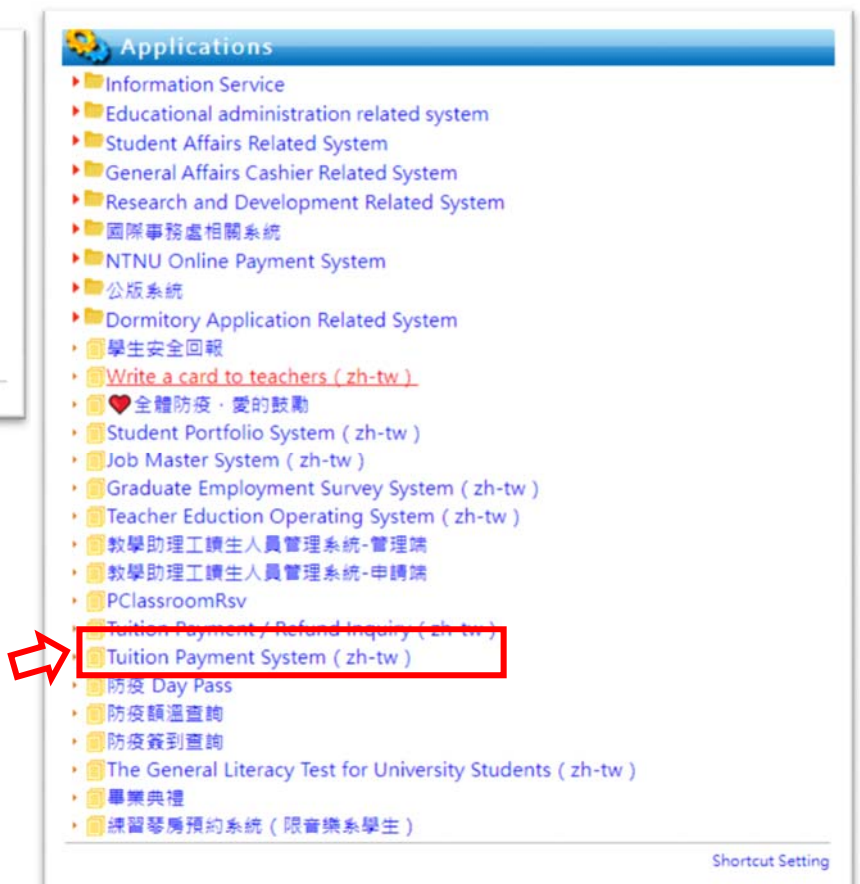 Applications
Information Service
Educational administration related system
Student Affairs Related System
General Affairs Cashier Related System
Research and Development Related System
國際事務處相關系統
NTNU Online Payment System
公版系統
Dormitory Application Related System
學生安全回報
Write a card to teachers ( zh-tw )
全體防疫．愛的鼓勵
Student Portfolio System ( zh-tw )
Job Master System ( zh-tw )
Graduate Employment Survey System ( zh-tw )
Teacher Eduction Operating System ( zh-tw )
教學助理工讀生人員管理系統-管理端
教學助理工讀生人員管理系統-申請端
PClassroomRsv
Tuition Payment / Refund Inquiry ( zh-tw )
Tuition Payment System ( zh-tw )
防疫 Day Pass
防疫額溫查詢
防疫簽到查詢
The General Literacy Test for University Students ( zh-tw )
畢業典禮
練習琴房預約系統 ( 限音樂系學生 )
Shortcut Setting